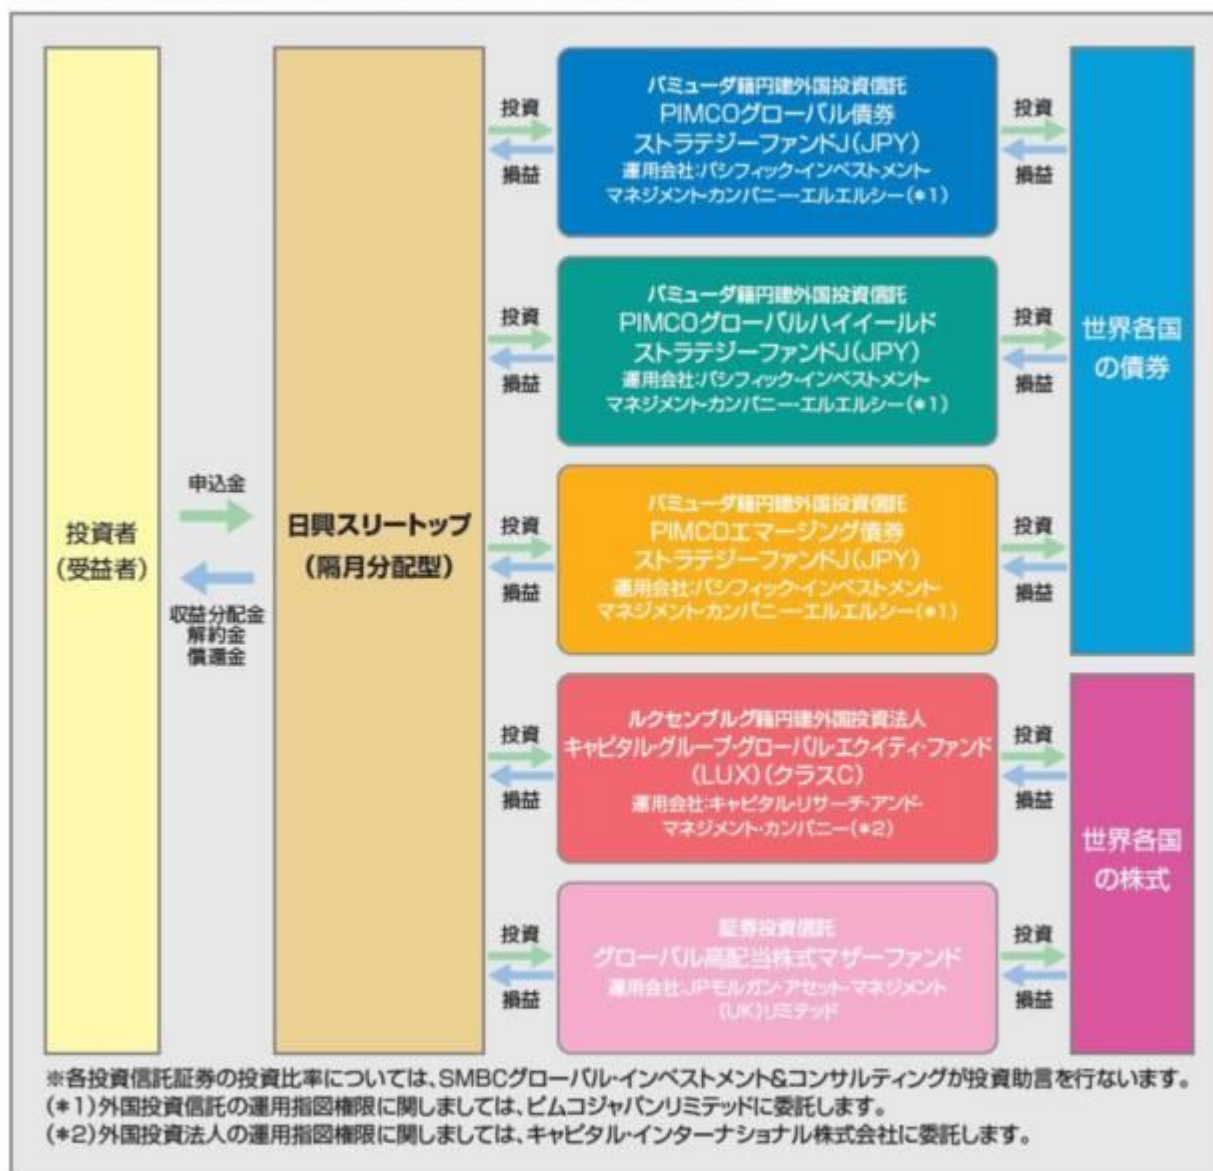 投資者
(受益者)
申込金
収益分配金
解約金
償還金
日興スリートップ
(隔月分配型)
投資
損益
バミューダ籍円建外国投資信託
PIMCOグローバル債券
ストラテジーファンドJ(JPY)
運用会社:パシフィック・インベストメント・
マネジメント・カンパニー・エルエルシー(*1)
投資
損益
投資
損益
バミューダ籍円建外国投資信託
PIMCOグローバルハイイールド
ストラテジーファンドJ(JPY)
運用会社:パシフィック・インベストメント・
マネジメント・カンパニー・エルエルシー(*1)
投資
損益
投資
損益
バミューダ籍円建外国投資信託
PIMCOエマージング債券
ストラテジーファンドJ(JPY)
運用会社:パシフィック・インベストメント・
マネジメント・カンパニー・エルエルシー(*1)
投資
損益
世界各国
の債券
投資
損益
ルクセンブルグ籍円建外国投資法人
キャピタル・グループ・グローバル・エクイティ・ファンド
(LUX)(クラスC)
運用会社:キャピタル・リサーチ・アンド・
マネジメント・カンパニー(*2)
投資
損益
投資
損益
証券投資信託
グローバル高配当株式マザーファンド
運用会社:JPモルガン・アセット・マネジメント
(UK)リミテッド
投資
損益
世界各国
の株式
※各投資信託証券の投資比率については、SMBCグローバル・インベストメント&コンサルティングが投資助言を行ないます。
(*1)外国投資信託の運用指図権限に関しましては、ピムコジャパンリミテッドに委託します。
(*2)外国投資法人の運用指図権限に関しましては、キャピタル・インターナショナル株式会社に委託します。